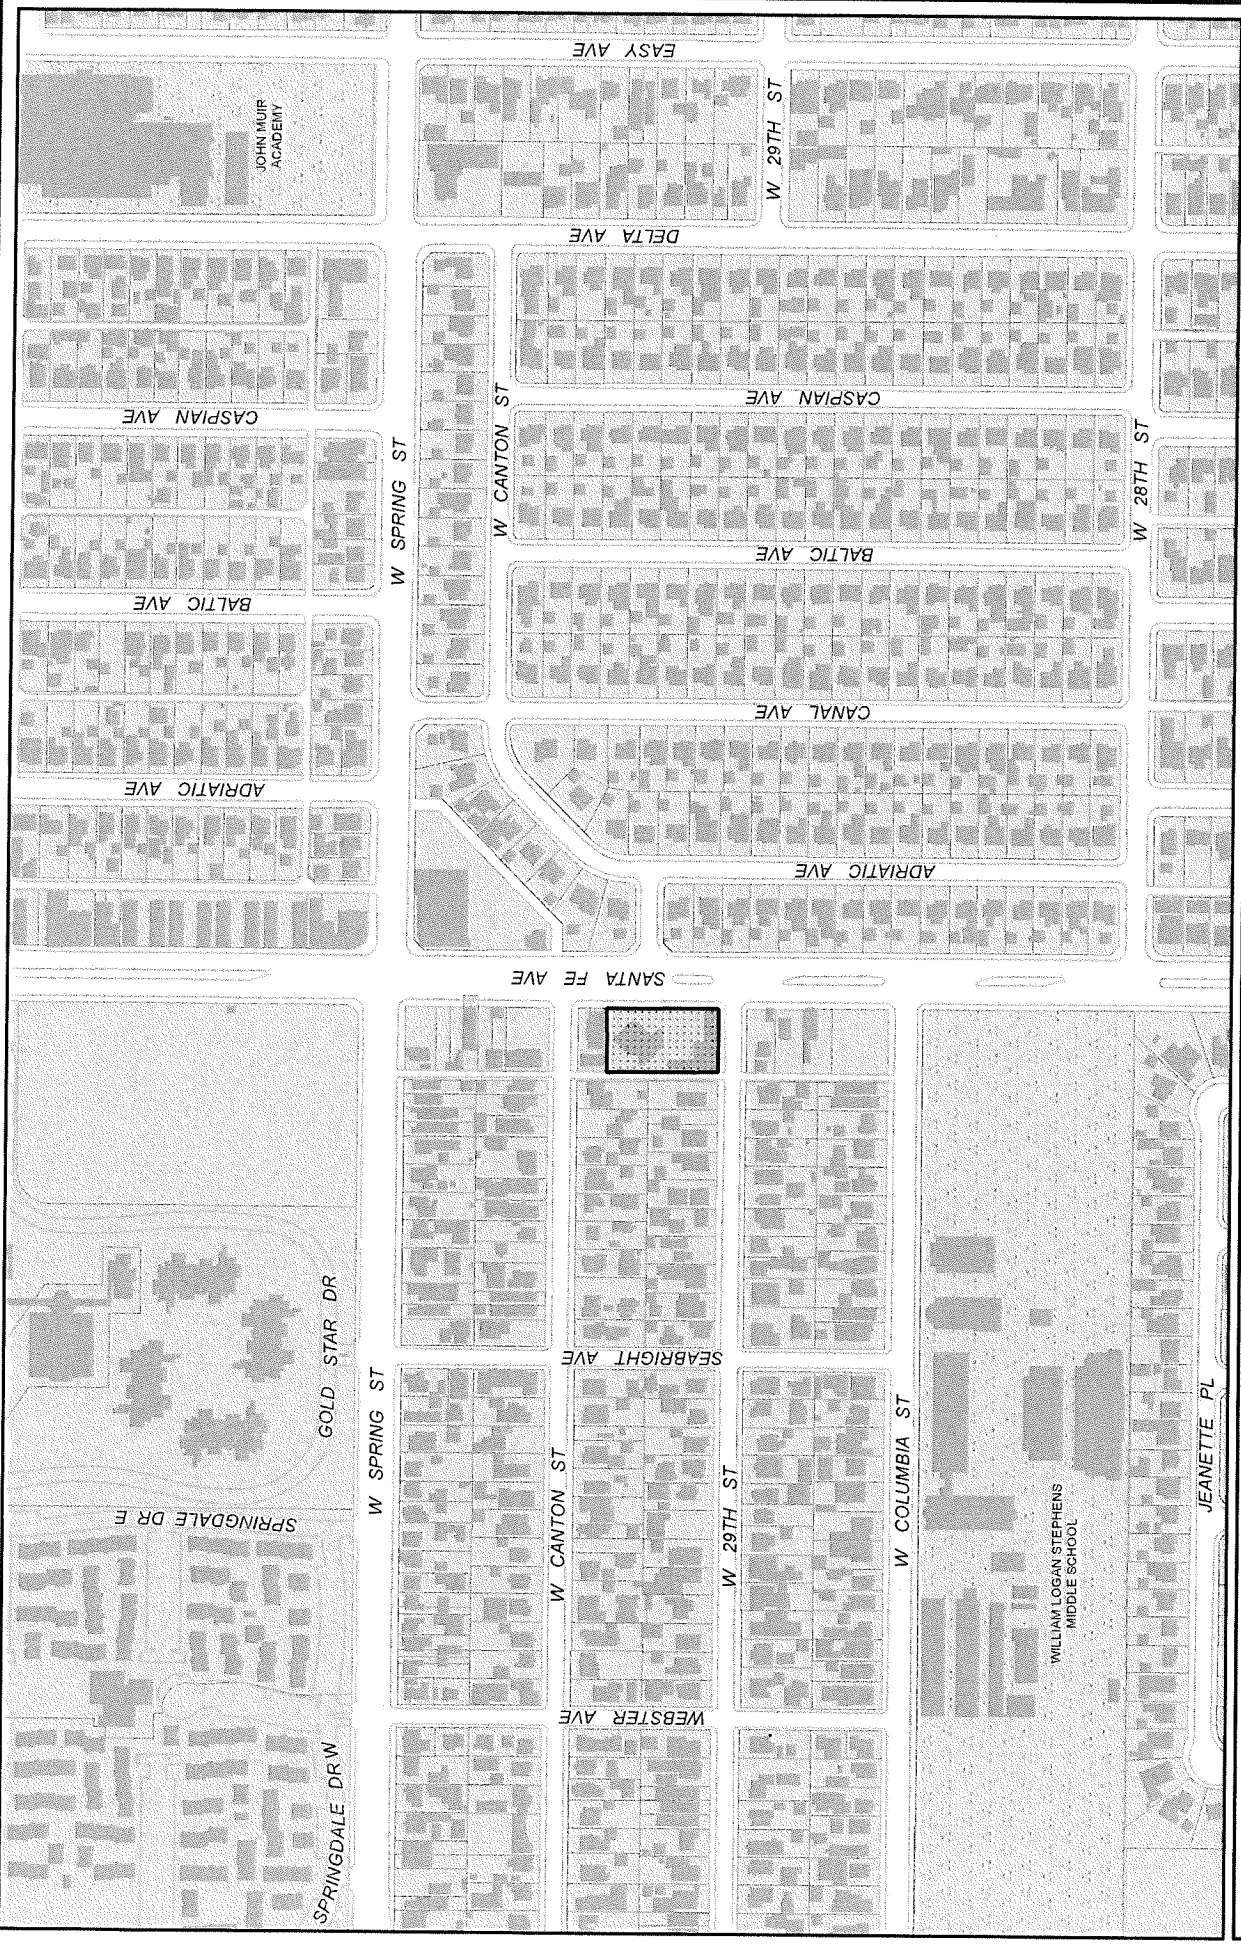 EASY AVE
JOHN MUIR
ACADEMY
W 29TH ST
DELTA AVE
CASPIAN AVE
CASPIAN AVE
W CANTON ST
W SPRING ST
W 28TH ST
BALTIC AVE
BALTIC AVE
CANAL AVE
ADRIATIC AVE
ADRIATIC AVE
SANTA FE AVE
GOLD STAR DR
SEABRIGHT AVE
W SPRING ST
W CANTON ST
W 29TH ST
W COLUMBIA ST
JEANETTE PL
SPRINGDALE DR E
WILLIAM LOGAN STEPHENS
MIDDLE SCHOOL
WEBSTER AVE
SPRINGDALE DR W